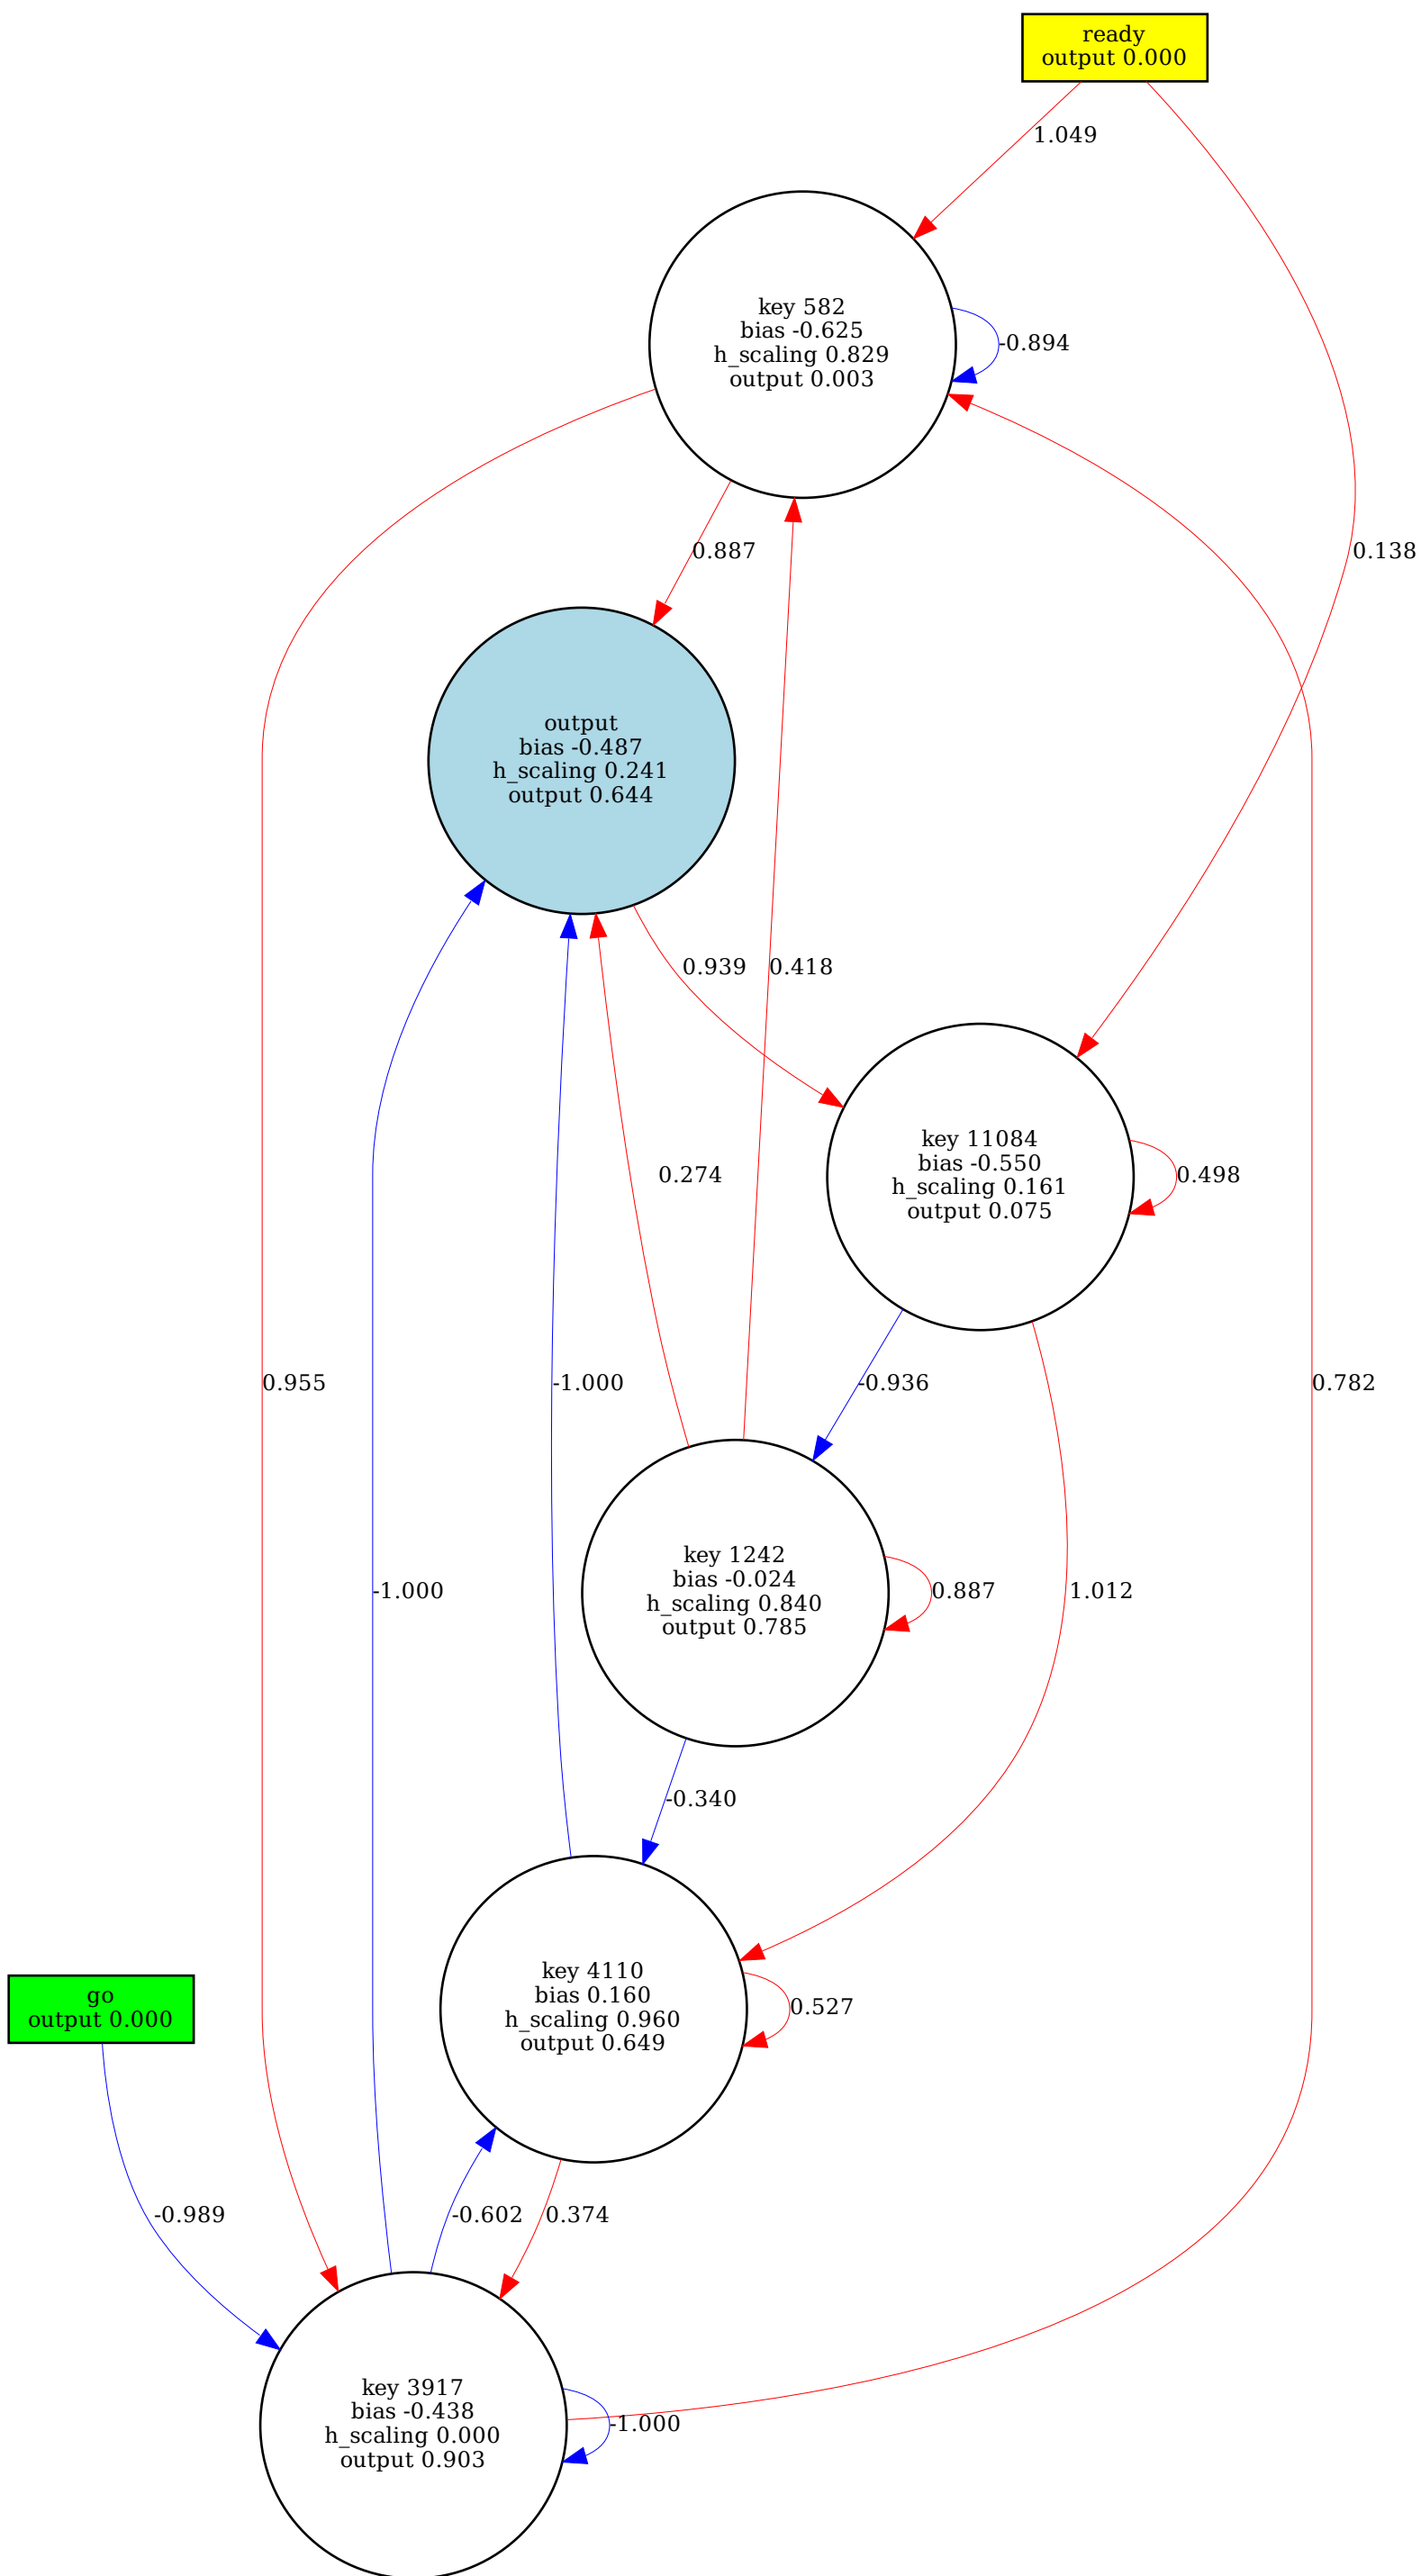 ready
output 0.000
1.049
key 582
bias -0.625
h_scaling 0.829
output 0.003
-0.894
0.887
0.138
output
bias -0.487
h_scaling 0.241
output 0.644
0.939
0.418
key 11084
bias -0.550
h_scaling 0.161
output 0.075
0.274
0.498
0.955
-1.000
-0.936
0.782
key 1242
bias -0.024
h_scaling 0.840
output 0.785
-1.000
0.887
1.012
-0.340
key 4110
bias 0.160
h_scaling 0.960
output 0.649
go
output 0.000
0.527
-0.989
-0.602
0.374
key 3917
bias -0.438
h_scaling 0.000
output 0.903
-1.000